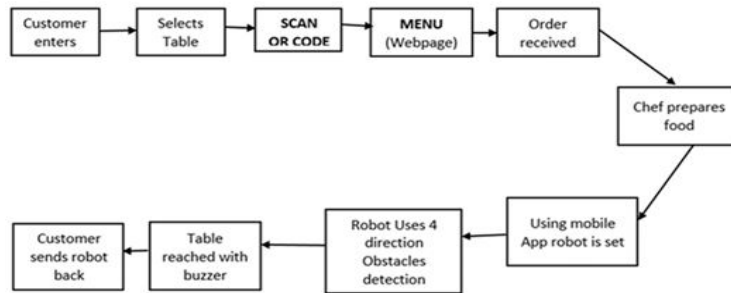 Customer
enters
Selects
Table
SCAN
OR CODE
MENU
(Webpage)
Order
received
Chef prepares
food
Using mobile
App robot is set
Robot Uses 4
direction
Obstacles
detection
Table
reached with
buzzer
Customer
sends robot
back